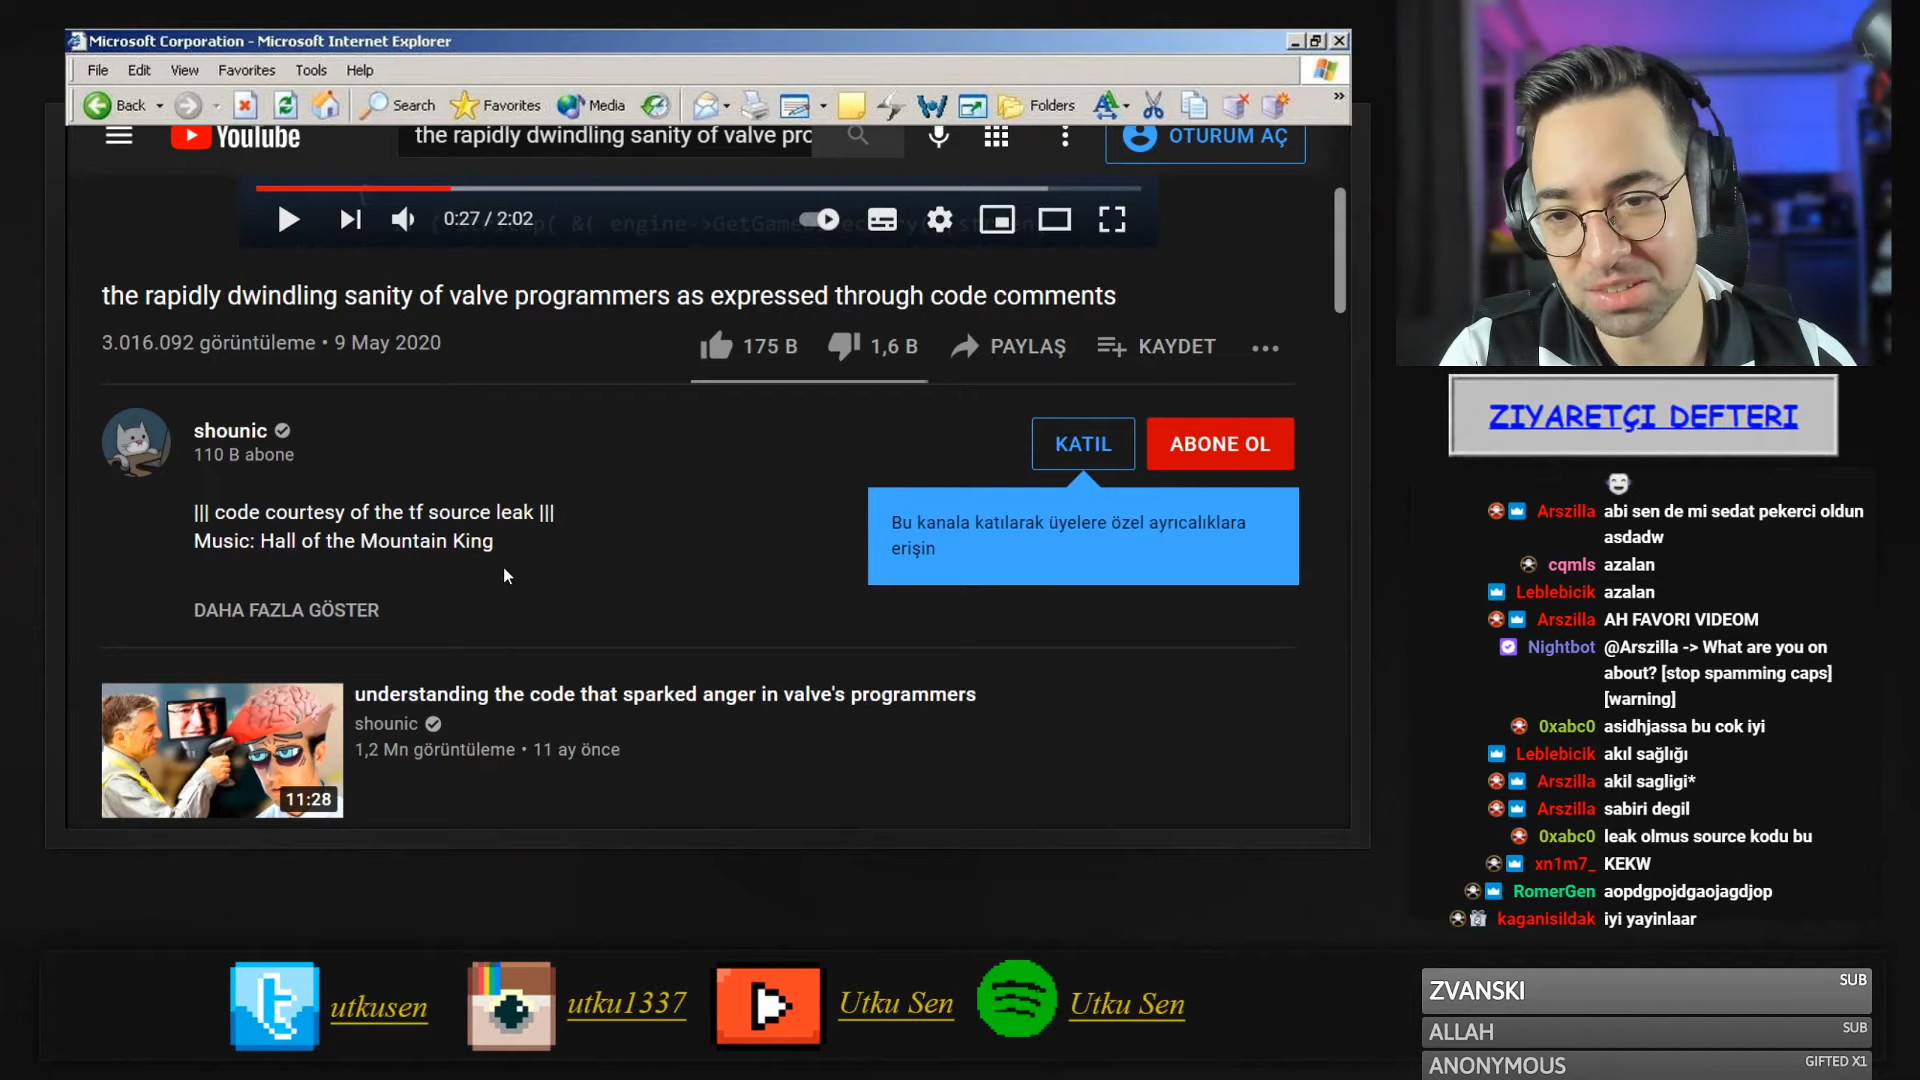 Microsoft Corporation - Microsoft Internet Explorer
File Edit View Favorites Tools Help
Back Search Favorites Media Folders
YouTube the rapidly dwindling sanity of valve pro OTURUM AÇ
0:27 / 2:02
the rapidly dwindling sanity of valve programmers as expressed through code comments
3.016.092 görüntüleme • 9 May 2020
175 B 1,6 B PAYLAŞ KAYDET
shounic
110 B abone
KATIL ABONE OL
||| code courtesy of the tf source leak |||
Music: Hall of the Mountain King
DAHA FAZLA GÖSTER
Bu kanala katılarak üyelere özel ayrıcalıklara
erişin
understanding the code that sparked anger in valve's programmers
shounic
1,2 Mn görüntüleme • 11 ay önce
11:28
ZIYARETÇI DEFTERI
Arszilla abi sen de mi sedat pekerci oldun
asdadw
cqmls azalan
Leblebicik azalan
Arszilla AH FAVORI VIDEOM
Nightbot @Arszilla -> What are you on
about? [stop spamming caps]
[warning]
0xabc0 asidhjassa bu cok iyi
Leblebicik akıl sağlığı
Arszilla akil sagligi*
Arszilla sabiri degil
0xabc0 leak olmus source kodu bu
xn1m7_ KEKW
RomerGen aopdgpojdgaojagdjop
kaganisildak iyi yayinlaar
utkusen
utku1337
Utku Sen
Utku Sen
ZVANSKI SUB
ALLAH SUB
ANONYMOUS GIFTED X1